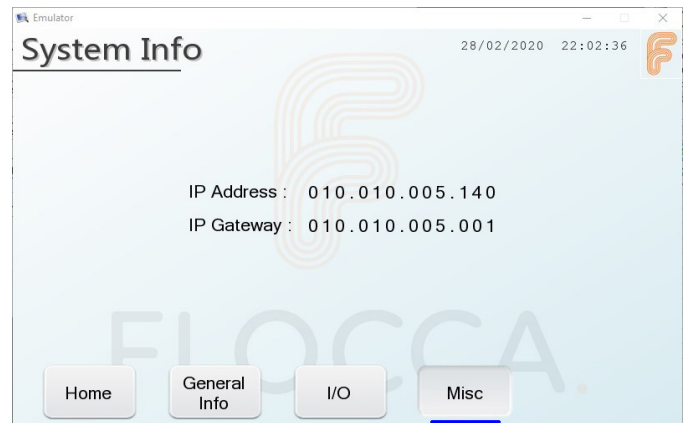 Emulator
System Info
28/02/2020 22:02:36
IP Address : 010.010.005.140
IP Gateway : 010.010.005.001
FLOCCA.
Home
General
Info
I/O
Misc